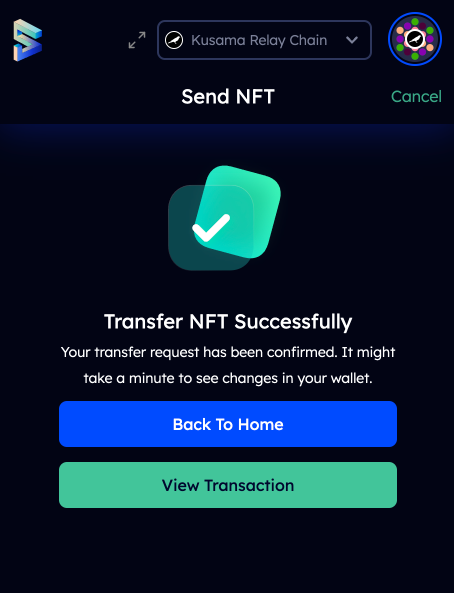 Kusama Relay Chain
Send NFT
Cancel
Transfer NFT Successfully
Your transfer request has been confirmed. It might
take a minute to see changes in your wallet.
Back To Home
View Transaction